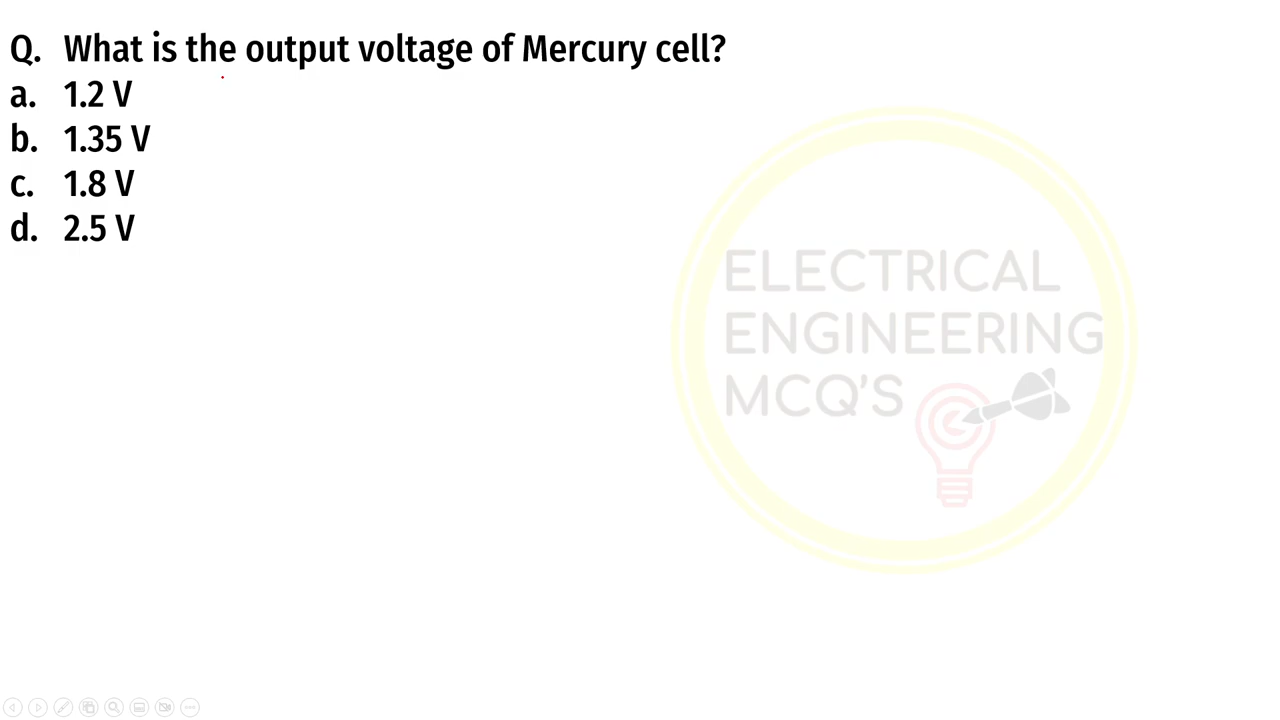 Q. What is the output voltage of Mercury cell?
a. 1.2 V
b. 1.35 V
c. 1.8 V
d. 2.5 V
ELECTRICAL
ENGINEERING
MCQ'S